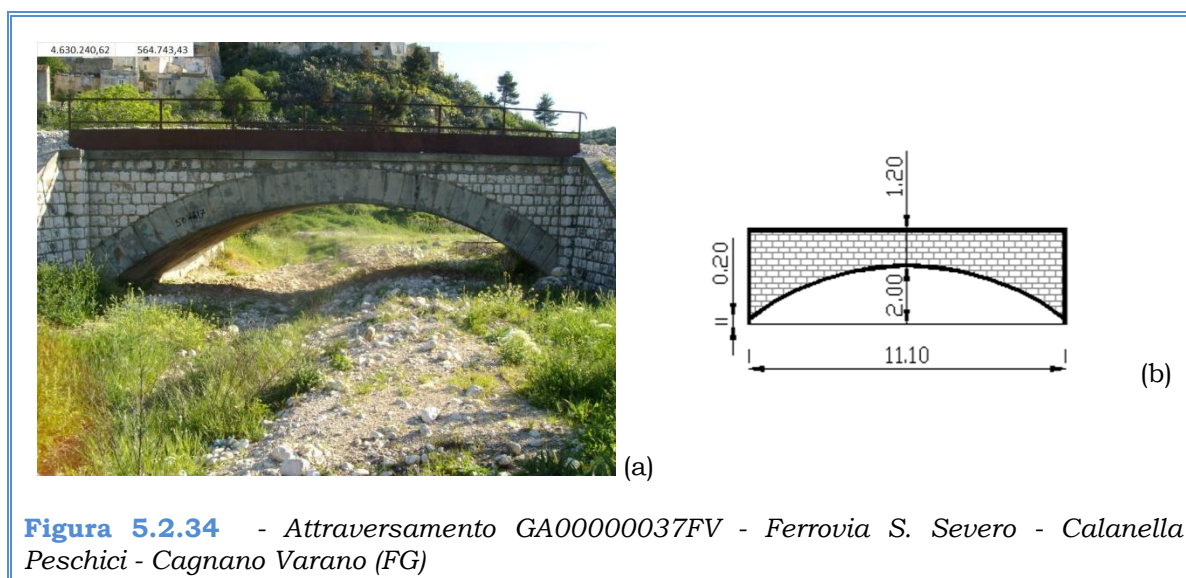 4.630.240,62 564.743,43
1.20
0.20
2.00
=
11.10
(b)
(a)
Figura 5.2.34 - Attraversamento GA00000037FV - Ferrovia S. Severo - Calanella
Peschici - Cagnano Varano (FG)